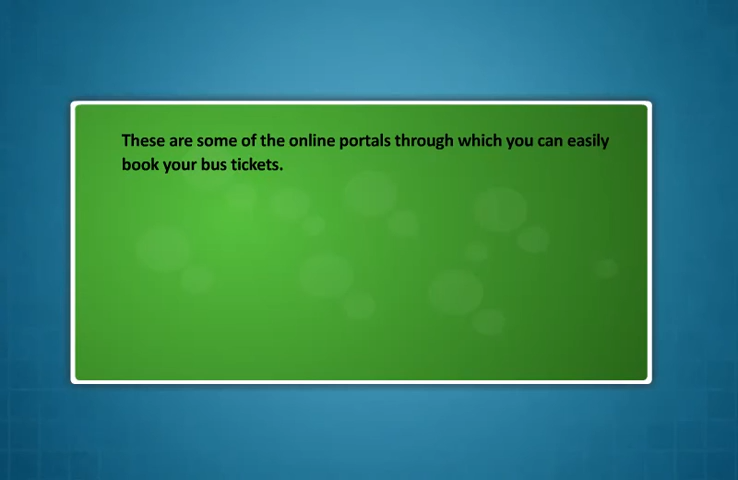 These are some of the online portals through which you can easily
book your bus tickets.